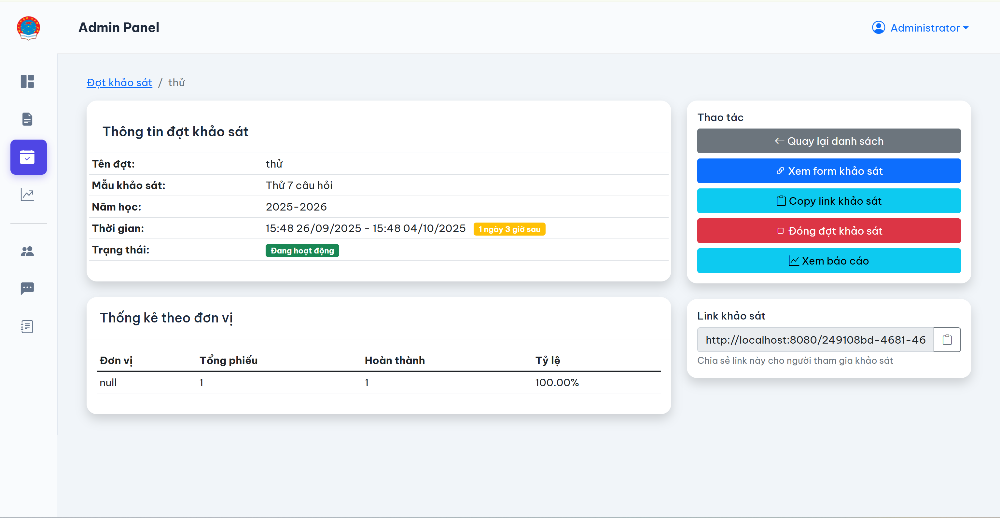 Admin Panel
Administrator
Đợt khảo sát / thử
Thông tin đợt khảo sát
Tên đợt: thử
Mẫu khảo sát: Thử 7 câu hỏi
Năm học: 2025-2026
Thời gian: 15:48 26/09/2025 - 15:48 04/10/2025 1 ngày 3 giờ sau
Trạng thái: Đang hoạt động
Thống kê theo đơn vị
Đơn vị Tổng phiếu Hoàn thành Tỷ lệ
null 1 1 100.00%
Thao tác
Quay lại danh sách
Xem form khảo sát
Copy link khảo sát
Đóng đợt khảo sát
Xem báo cáo
Link khảo sát
http://localhost:8080/249108bd-4681-46
Chia sẻ link này cho người tham gia khảo sát